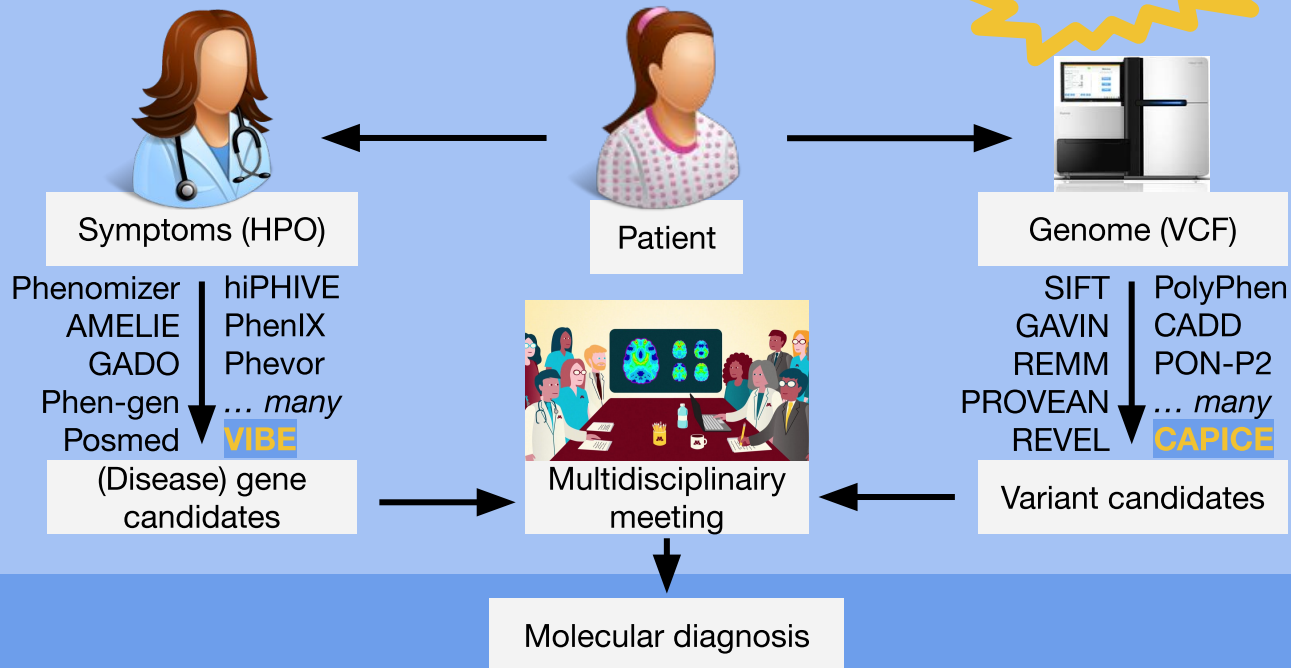 Symptoms (HPO)
Patient
Genome (VCF)
Phenomizer
AMELIE
GADO
Phen-gen
Posmed
hiPHIVE
PhenIX
Phevor
... many
VIBE
SIFT
GAVIN
REMM
PROVEAN
REVEL
PolyPhen
CADD
PON-P2
... many
CAPICE
(Disease) gene
candidates
Multidisciplinairy
meeting
Variant candidates
Molecular diagnosis